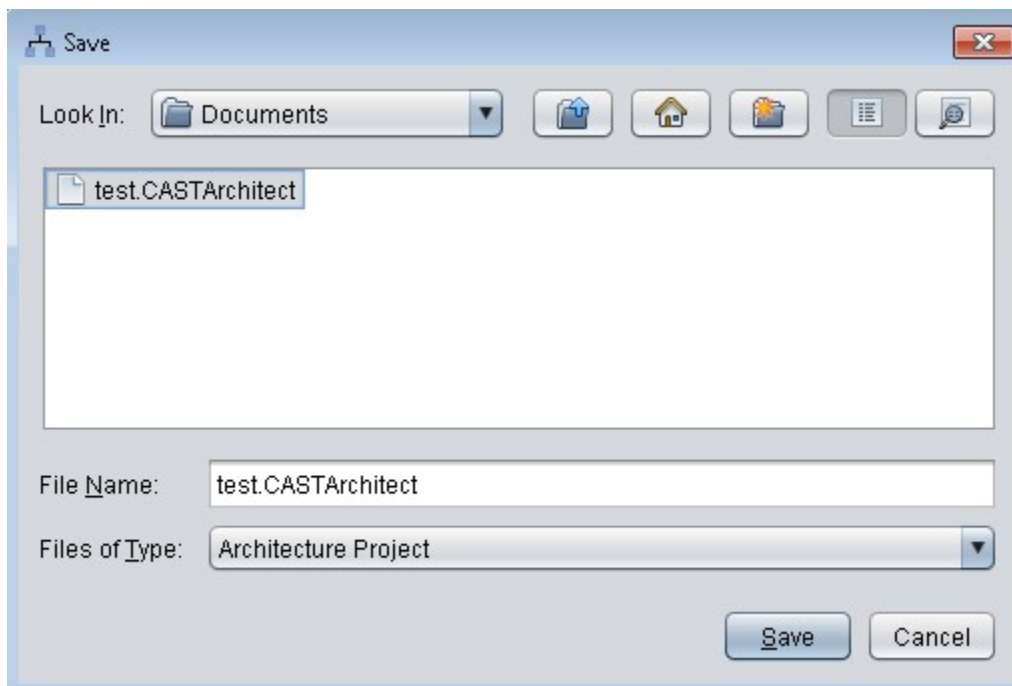 Save
Look In: Documents
test.CASTArchitect
File Name: test.CASTArchitect
Files of Type: Architecture Project
Save Cancel